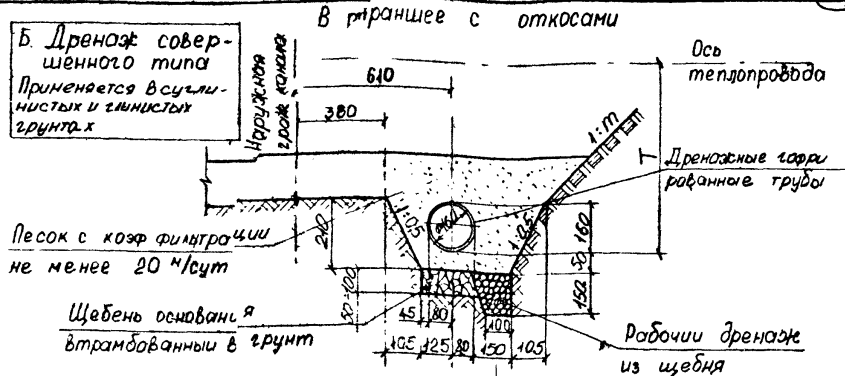 В траншее с откосами
Б. Дренаж совер-
шенного типа
Применяется в сугли-
нистых и глинистых
грунтах
Наружная
грань канала
610
380
Ось
теплопровода
1:m
Т
Дренажные гофри
рованные трубы
1:0.5
1:0.5
Песок с коэф фильтрации
не менее 20 м/сут
210
160
50
150
50÷100
Щебень основания
втрамбованный в грунт
45
80
100
105
125
80
150
105
Рабочии дренаж
из щебня